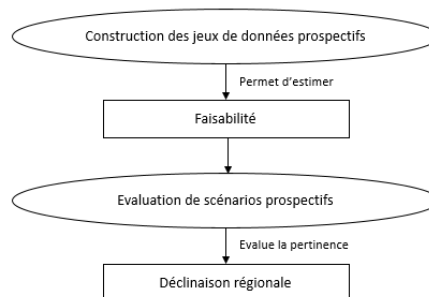 Construction des jeux de données prospectifs
Permet d'estimer
Faisabilité
Evaluation de scénarios prospectifs
Evalue la pertinence
Déclinaison régionale